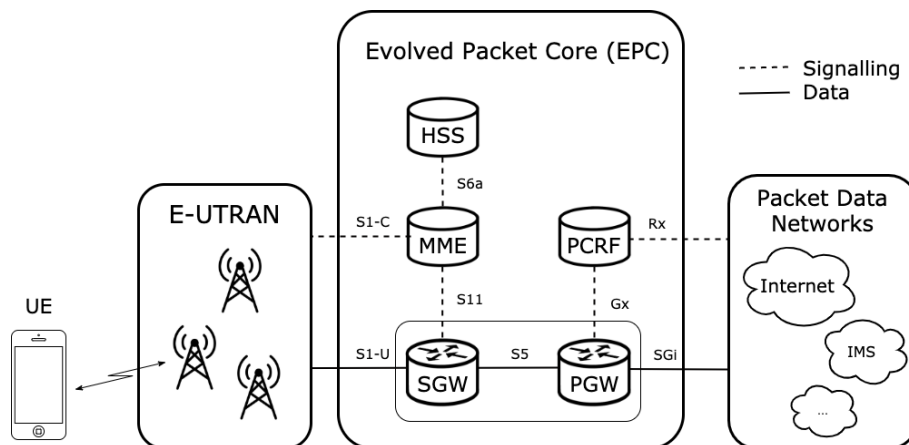 Evolved Packet Core (EPC)
Signalling
Data
HSS
S6a
E-UTRAN
S1-C
MME
PCRF
Rx
Packet Data
Networks
Internet
S11
Gx
UE
S1-U
SGW
S5
PGW
SGi
IMS
...